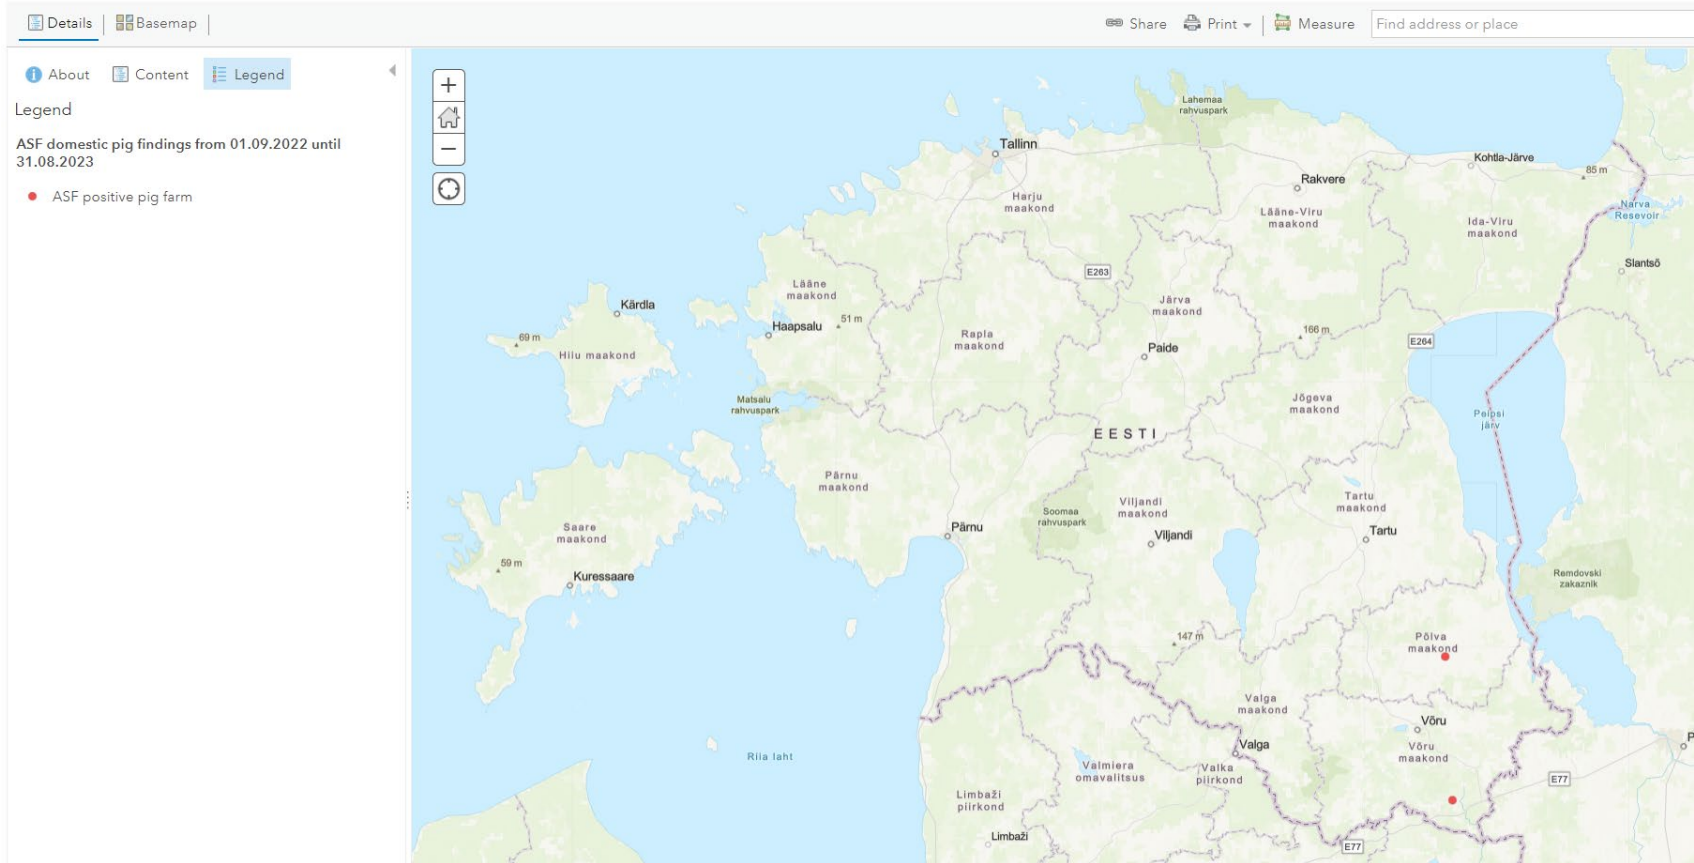 Details
Basemap
Share
Print
Measure
Find address or place
About
Content
Legend
Legend
ASF domestic pig findings from 01.09.2022 until
31.08.2023
ASF positive pig farm
Lahemaa
rahvuspark
Tallinn
Kohtla-Järve
85 m
Rakvere
Harju
maakond
Lääne-Viru
maakond
Ida-Viru
maakond
Narva
Resevoir
Slantsõ
E263
Lääne
maakond
Kärdla
Järva
maakond
Haapsalu
51 m
69 m
Hiiu maakond
Rapla
maakond
Paide
166 m
E264
Matsalu
rahvuspark
Jõgeva
maakond
Peipsi
järv
EESTI
Pärnu
maakond
Viljandi
maakond
Tartu
maakond
Soomaa
rahvuspark
Saare
maakond
Pärnu
Viljandi
Tartu
59 m
Kuressaare
Remdovski
zakaznik
147 m
Põlva
maakond
Valga
maakond
Võru
Võru
maakond
Valga
Riia laht
Valmiera
omavalitsus
Valka
piirkond
E77
Limbaži
piirkond
Limbaži
E77
P